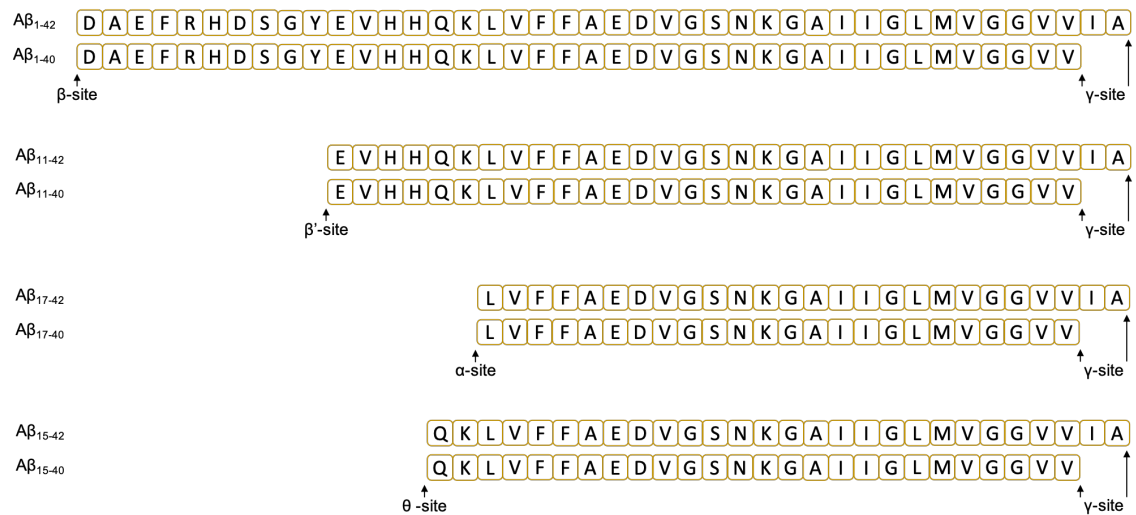 Aβ1-42 D A E F R H D S G Y E V H H Q K L V F F A E D V G S N K G A I I G L M V G G V V I A
Aβ1-40 D A E F R H D S G Y E V H H Q K L V F F A E D V G S N K G A I I G L M V G G V V
β-site γ-site
Aβ11-42 E V H H Q K L V F F A E D V G S N K G A I I G L M V G G V V I A
Aβ11-40 E V H H Q K L V F F A E D V G S N K G A I I G L M V G G V V
β'-site γ-site
Aβ17-42 L V F F A E D V G S N K G A I I G L M V G G V V I A
Aβ17-40 L V F F A E D V G S N K G A I I G L M V G G V V
α-site γ-site
Aβ15-42 Q K L V F F A E D V G S N K G A I I G L M V G G V V I A
Aβ15-40 Q K L V F F A E D V G S N K G A I I G L M V G G V V
θ -site γ-site